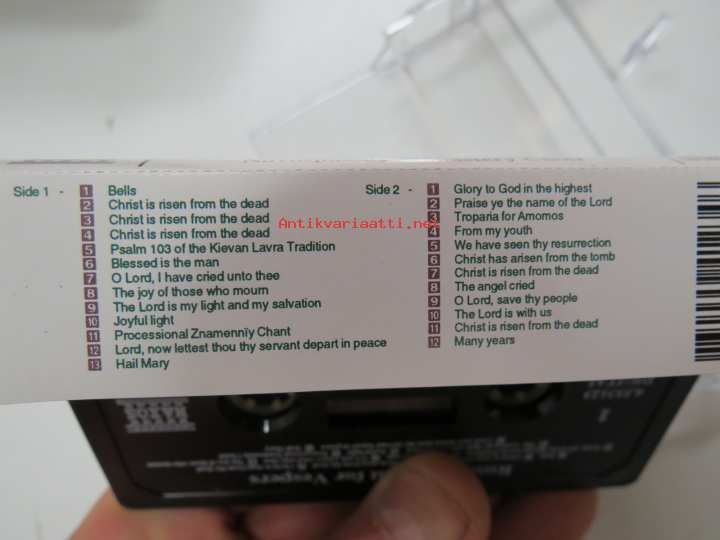 Side 1 -
1 Bells
2 Christ is risen from the dead
3 Christ is risen from the dead
4 Christ is risen from the dead
5 Psalm 103 of the Kievan Lavra Tradition
6 Blessed is the man
7 O Lord, I have cried unto thee
8 The joy of those who mourn
9 The Lord is my light and my salvation
10 Joyful light
11 Processional Znamennïy Chant
12 Lord, now lettest thou thy servant depart in peace
13 Hail Mary
Side 2 -
1 Glory to God in the highest
2 Praise ye the name of the Lord
3 Troparia for Amomos
4 From my youth
5 We have seen thy resurrection
6 Christ has arisen from the tomb
7 Christ is risen from the dead
8 The angel cried
9 O Lord, save thy people
10 The Lord is with us
11 Christ is risen from the dead
12 Many years
Antikvariaatti.net
for Vespers